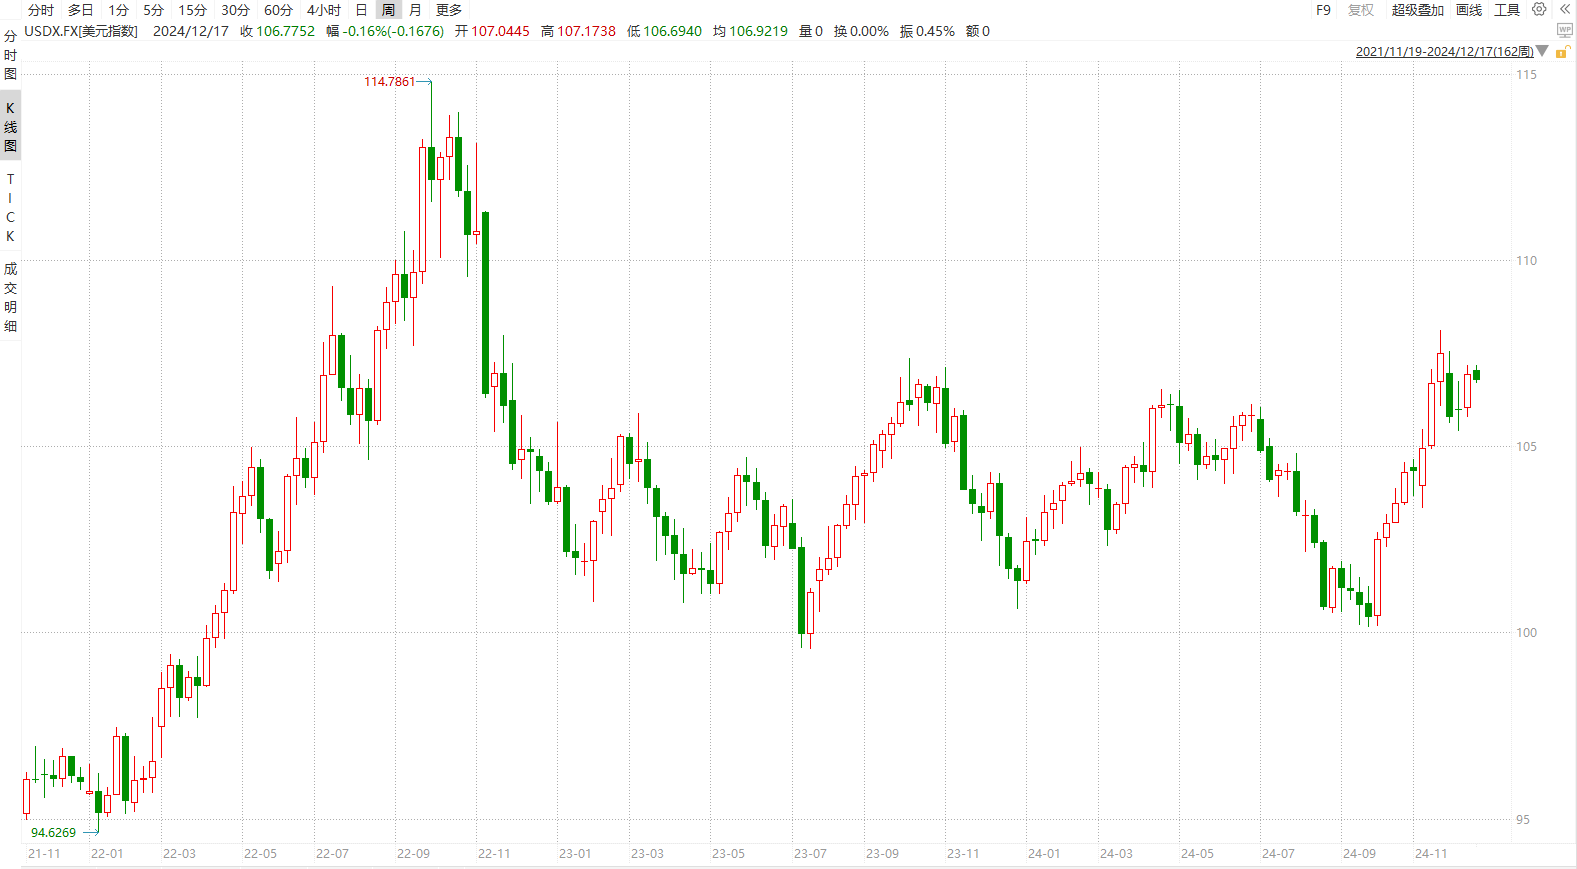 分时 多日 1分 5分 15分 30分 60分 4小时 日 周 月 更多 F9 复权 超级叠加 画线 工具
USDX.FX[美元指数] 2024/12/17 收 106.7752 幅 -0.16%(-0.1676) 开 107.0445 高 107.1738 低 106.6940 均 106.9219 量 0 换 0.00% 振 0.45% 额 0
WP
2021/11/19-2024/12/17(162周)
分时图
K线图
TICK
成交明细
115
114.7861
110
105
100
95
94.6269
21-11 22-01 22-03 22-05 22-07 22-09 22-11 23-01 23-03 23-05 23-07 23-09 23-11 24-01 24-03 24-05 24-07 24-09 24-11